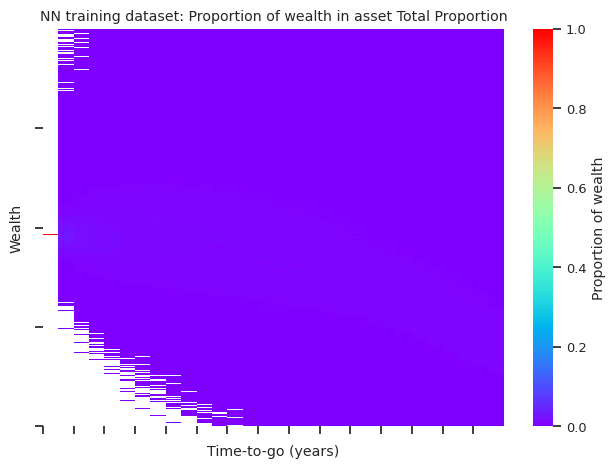 NN training dataset: Proportion of wealth in asset Total Proportion
Wealth
Time-to-go (years)
1.0
0.8
0.6
0.4
0.2
0.0
Proportion of wealth